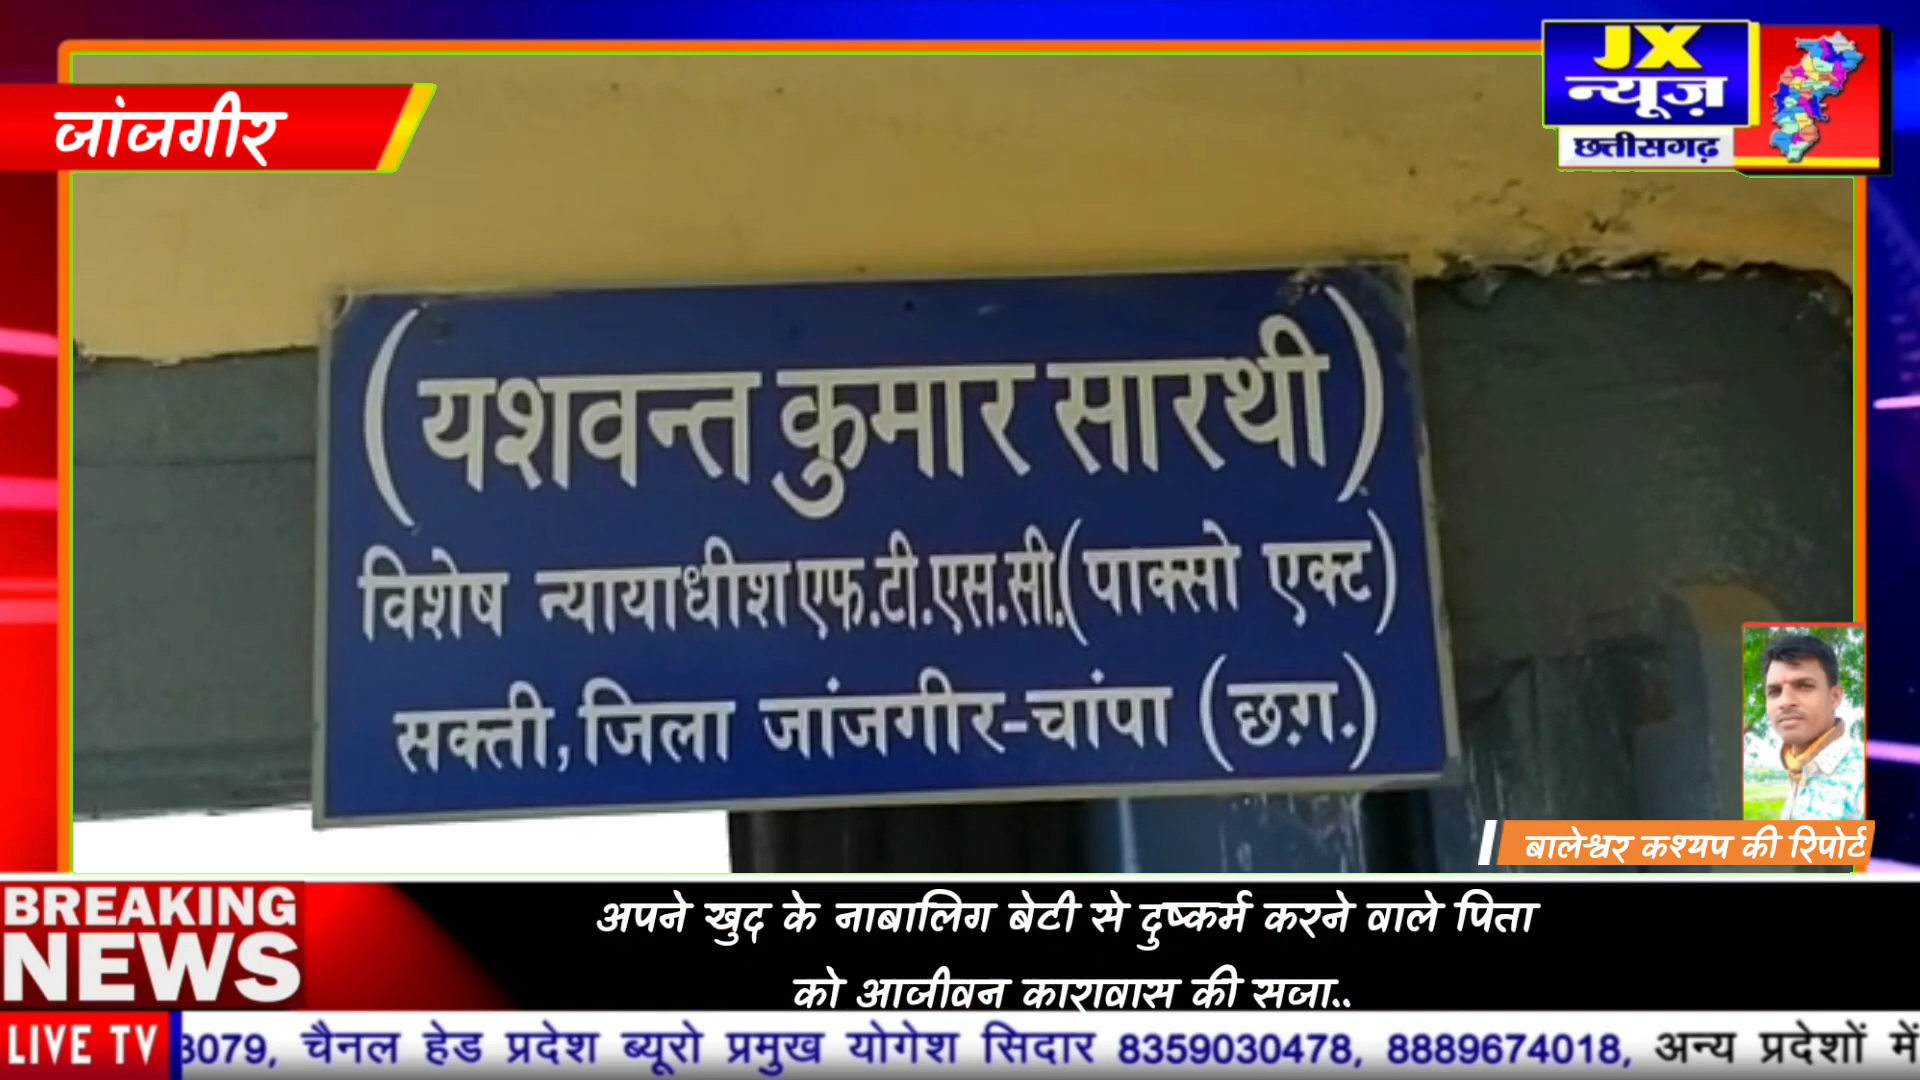 JX
न्यूज़
छत्तीसगढ़
जांजगीर
(यशवन्त कुमार सारथी)
विशेष न्यायाधीश एफ.टी.एस.सी.(पाक्सो एक्ट)
सक्ती, जिला जांजगीर-चांपा (छ.ग.)
बालेश्वर कश्यप की रिपोर्ट
BREAKING
NEWS
अपने खुद के नाबालिग बेटी से दुष्कर्म करने वाले पिता
को आजीवन कारावास की सजा..
LIVE TV
3079, चैनल हेड प्रदेश ब्यूरो प्रमुख योगेश सिदार 8359030478, 8889674018, अन्य प्रदेशों में